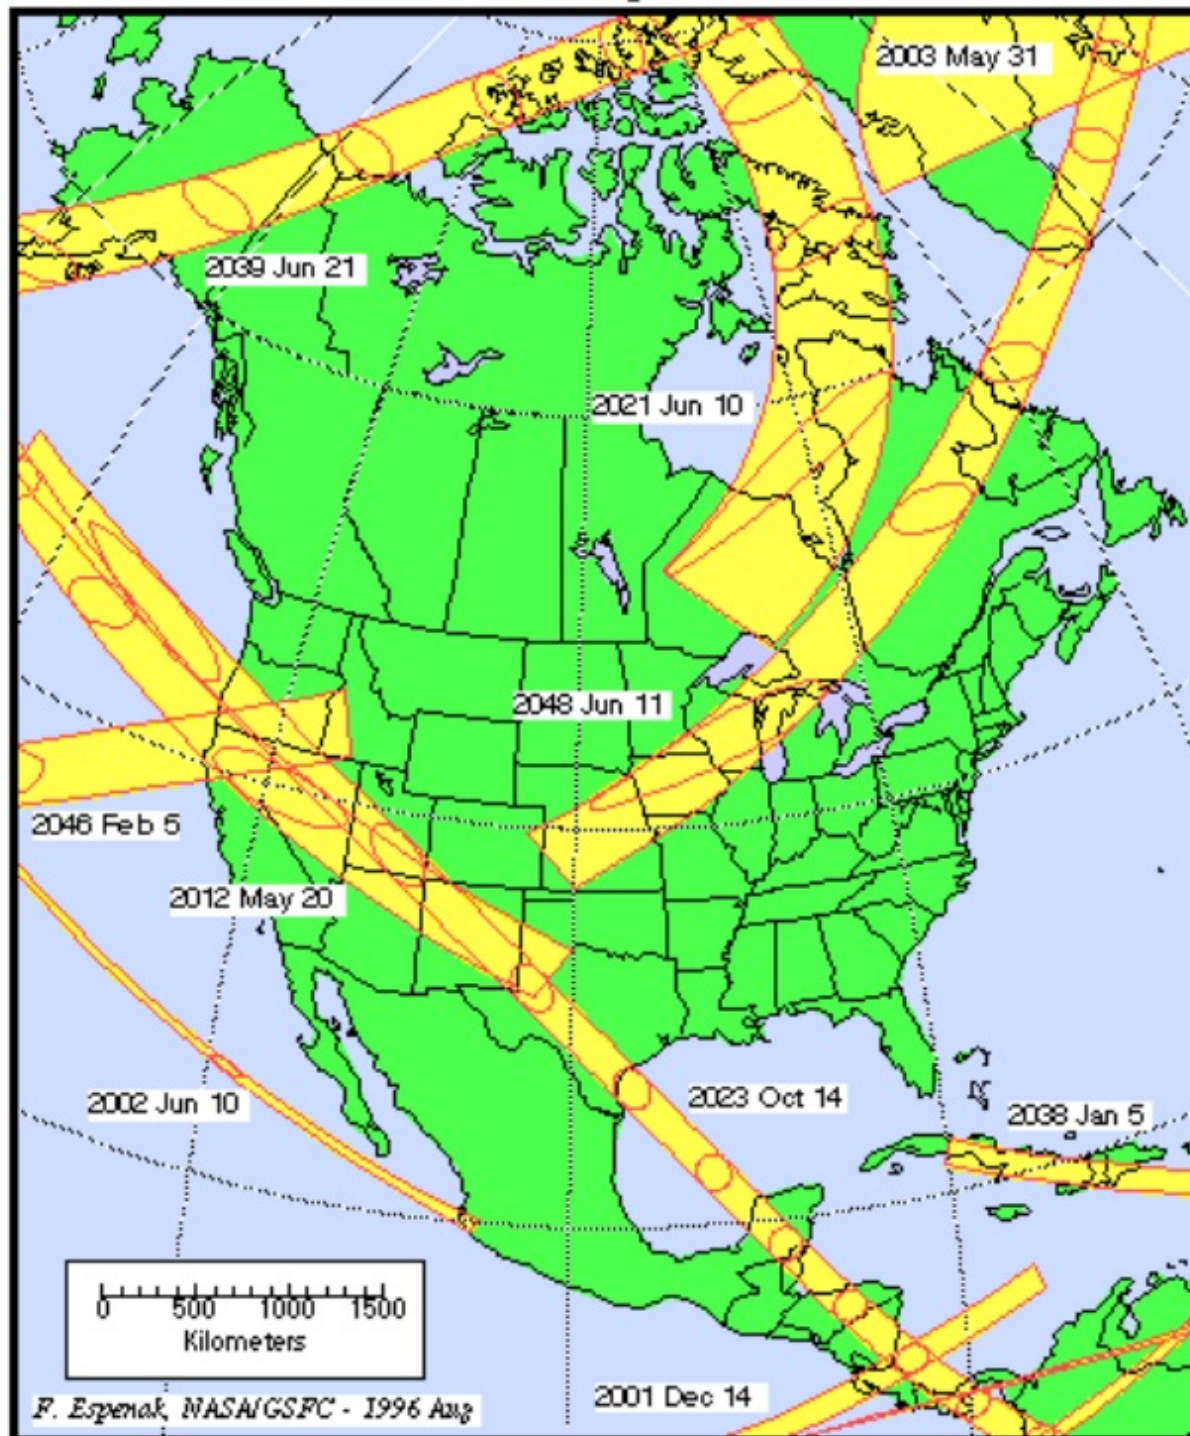 2003 May 31
2039 Jun 21
2021 Jun 10
2048 Jun 11
2046 Feb 5
2012 May 20
2002 Jun 10
2023 Oct 14
2038 Jan 5
0 500 1000 1500
Kilometers
2001 Dec 14
F. Espenak, NASA/GSFC - 1996 Aug